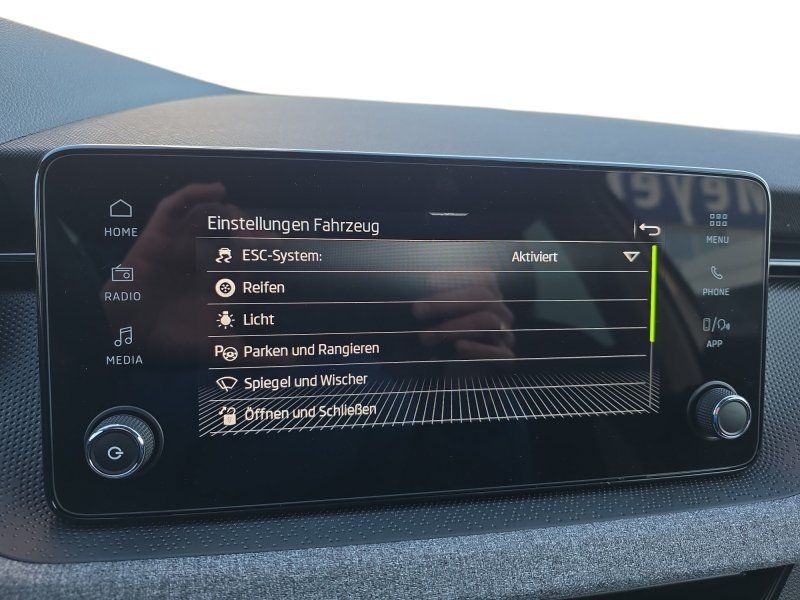 Meyer
HOME
RADIO
MEDIA
Einstellungen Fahrzeug
ESC-System: Aktiviert
Reifen
Licht
P Parken und Rangieren
Spiegel und Wischer
Öffnen und Schließen
MENU
PHONE
APP